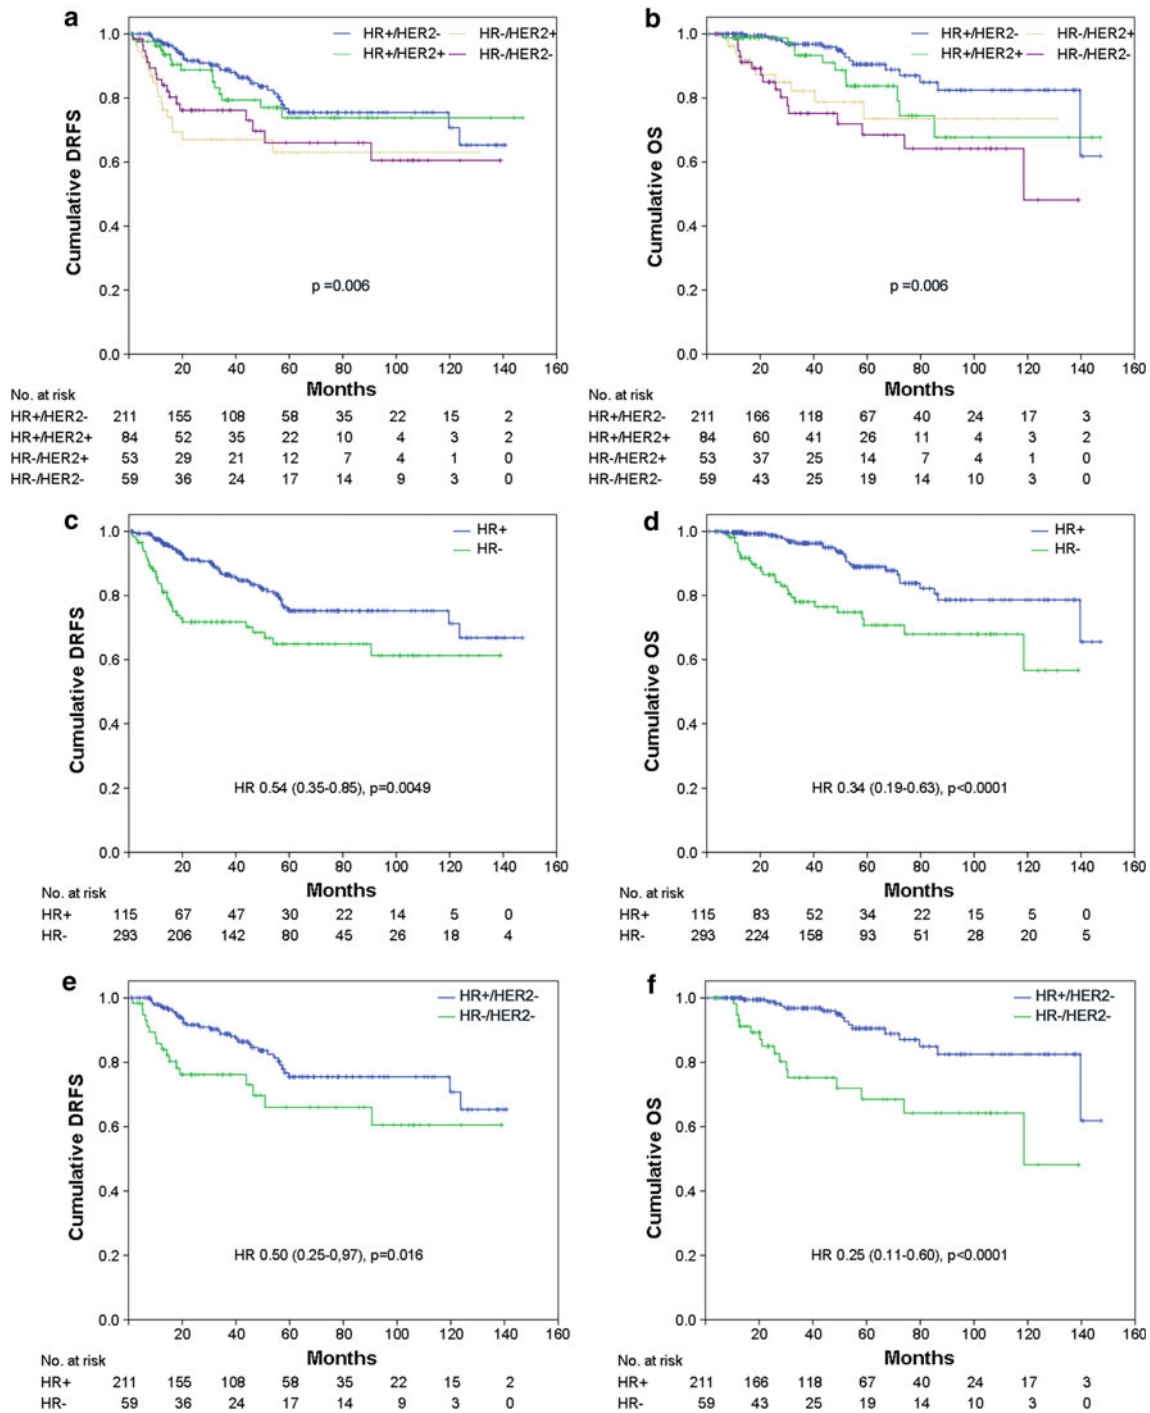 a
HR+/HER2- HR-/HER2+
HR+/HER2+ HR-/HER2-
1.0
0.8
0.6
0.4
0.2
0.0
Cumulative DRFS
p =0.006
20 40 60 80 100 120 140 160
Months
No. at risk
HR+/HER2- 211 155 108 58 35 22 15 2
HR+/HER2+ 84 52 35 22 10 4 3 2
HR-/HER2+ 53 29 21 12 7 4 1 0
HR-/HER2- 59 36 24 17 14 9 3 0
b
HR+/HER2- HR-/HER2+
HR+/HER2+ HR-/HER2-
1.0
0.8
0.6
0.4
0.2
0.0
Cumulative OS
p =0.006
20 40 60 80 100 120 140 160
Months
No. at risk
HR+/HER2- 211 166 118 67 40 24 17 3
HR+/HER2+ 84 60 41 26 11 4 3 2
HR-/HER2+ 53 37 25 14 7 4 1 0
HR-/HER2- 59 43 25 19 14 10 3 0
c
HR+
HR-
1.0
0.8
0.6
0.4
0.2
0.0
Cumulative DRFS
HR 0.54 (0.35-0.85), p=0.0049
20 40 60 80 100 120 140 160
Months
No. at risk
HR+ 115 67 47 30 22 14 5 0
HR- 293 206 142 80 45 26 18 4
d
HR+
HR-
1.0
0.8
0.6
0.4
0.2
0.0
Cumulative OS
HR 0.34 (0.19-0.63), p<0.0001
20 40 60 80 100 120 140 160
Months
No. at risk
HR+ 115 83 52 34 22 15 5 0
HR- 293 224 158 93 51 28 20 5
e
HR+/HER2-
HR-/HER2-
1.0
0.8
0.6
0.4
0.2
0.0
Cumulative DRFS
HR 0.50 (0.25-0,97), p=0.016
20 40 60 80 100 120 140 160
Months
No. at risk
HR+ 211 155 108 58 35 22 15 2
HR- 59 36 24 17 14 9 3 0
f
HR+/HER2-
HR-/HER2-
1.0
0.8
0.6
0.4
0.2
0.0
Cumulative OS
HR 0.25 (0.11-0.60), p<0.0001
20 40 60 80 100 120 140 160
Months
No. at risk
HR+ 211 166 118 67 40 24 17 3
HR- 59 43 25 19 14 10 3 0